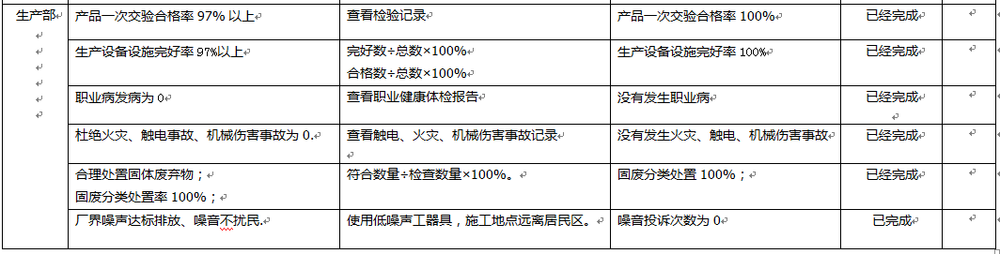 生产部
产品一次交验合格率 97% 以上
查看检验记录
产品一次交验合格率 100%
已经完成
生产设备设施完好率 97%以上
完好数÷总数×100%
合格数÷总数×100%
生产设备设施完好率 100%
已经完成
职业病发病为 0
查看职业健康体检报告
没有发生职业病
已经完成
杜绝火灾、触电事故、机械伤害事故为 0.
查看触电、火灾、机械伤害事故记录
没有发生火灾、触电、机械伤害事故
已经完成
合理处置固体废弃物；
固废分类处置率 100%；
符合数量÷检查数量×100%。
固废分类处置 100%；
已经完成
厂界噪声达标排放、噪音不扰民.
使用低噪声工器具，施工地点远离居民区。
噪音投诉次数为 0
已完成